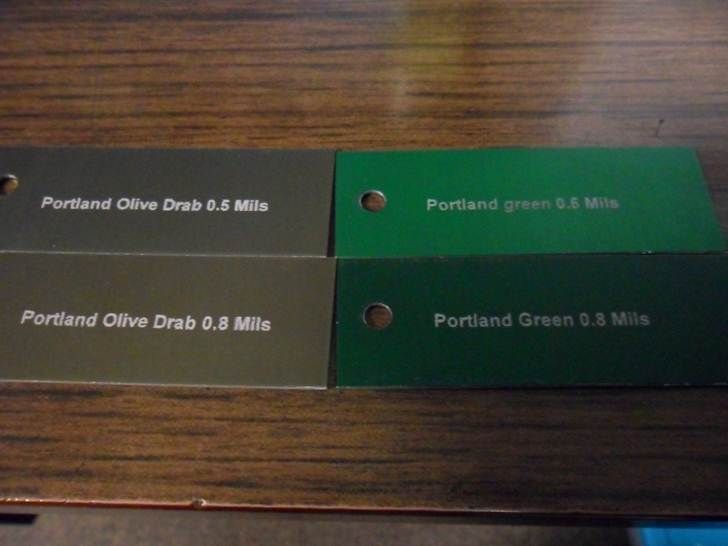 Portland Olive Drab 0.5 Mils
Portland green 0.5 Mils
Portland Olive Drab 0.8 Mils
Portland Green 0.8 Mils